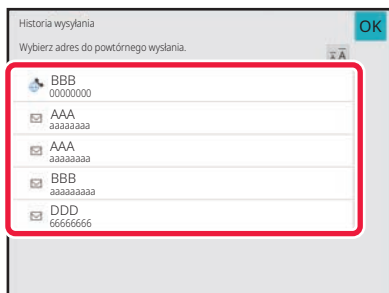 Historia wysyłania
OK
Wybierz adres do powtórnego wysłania.
BBB
00000000
AAA
aaaaaaaa
AAA
aaaaaaaa
BBB
aaaaaaaaa
DDD
66666666